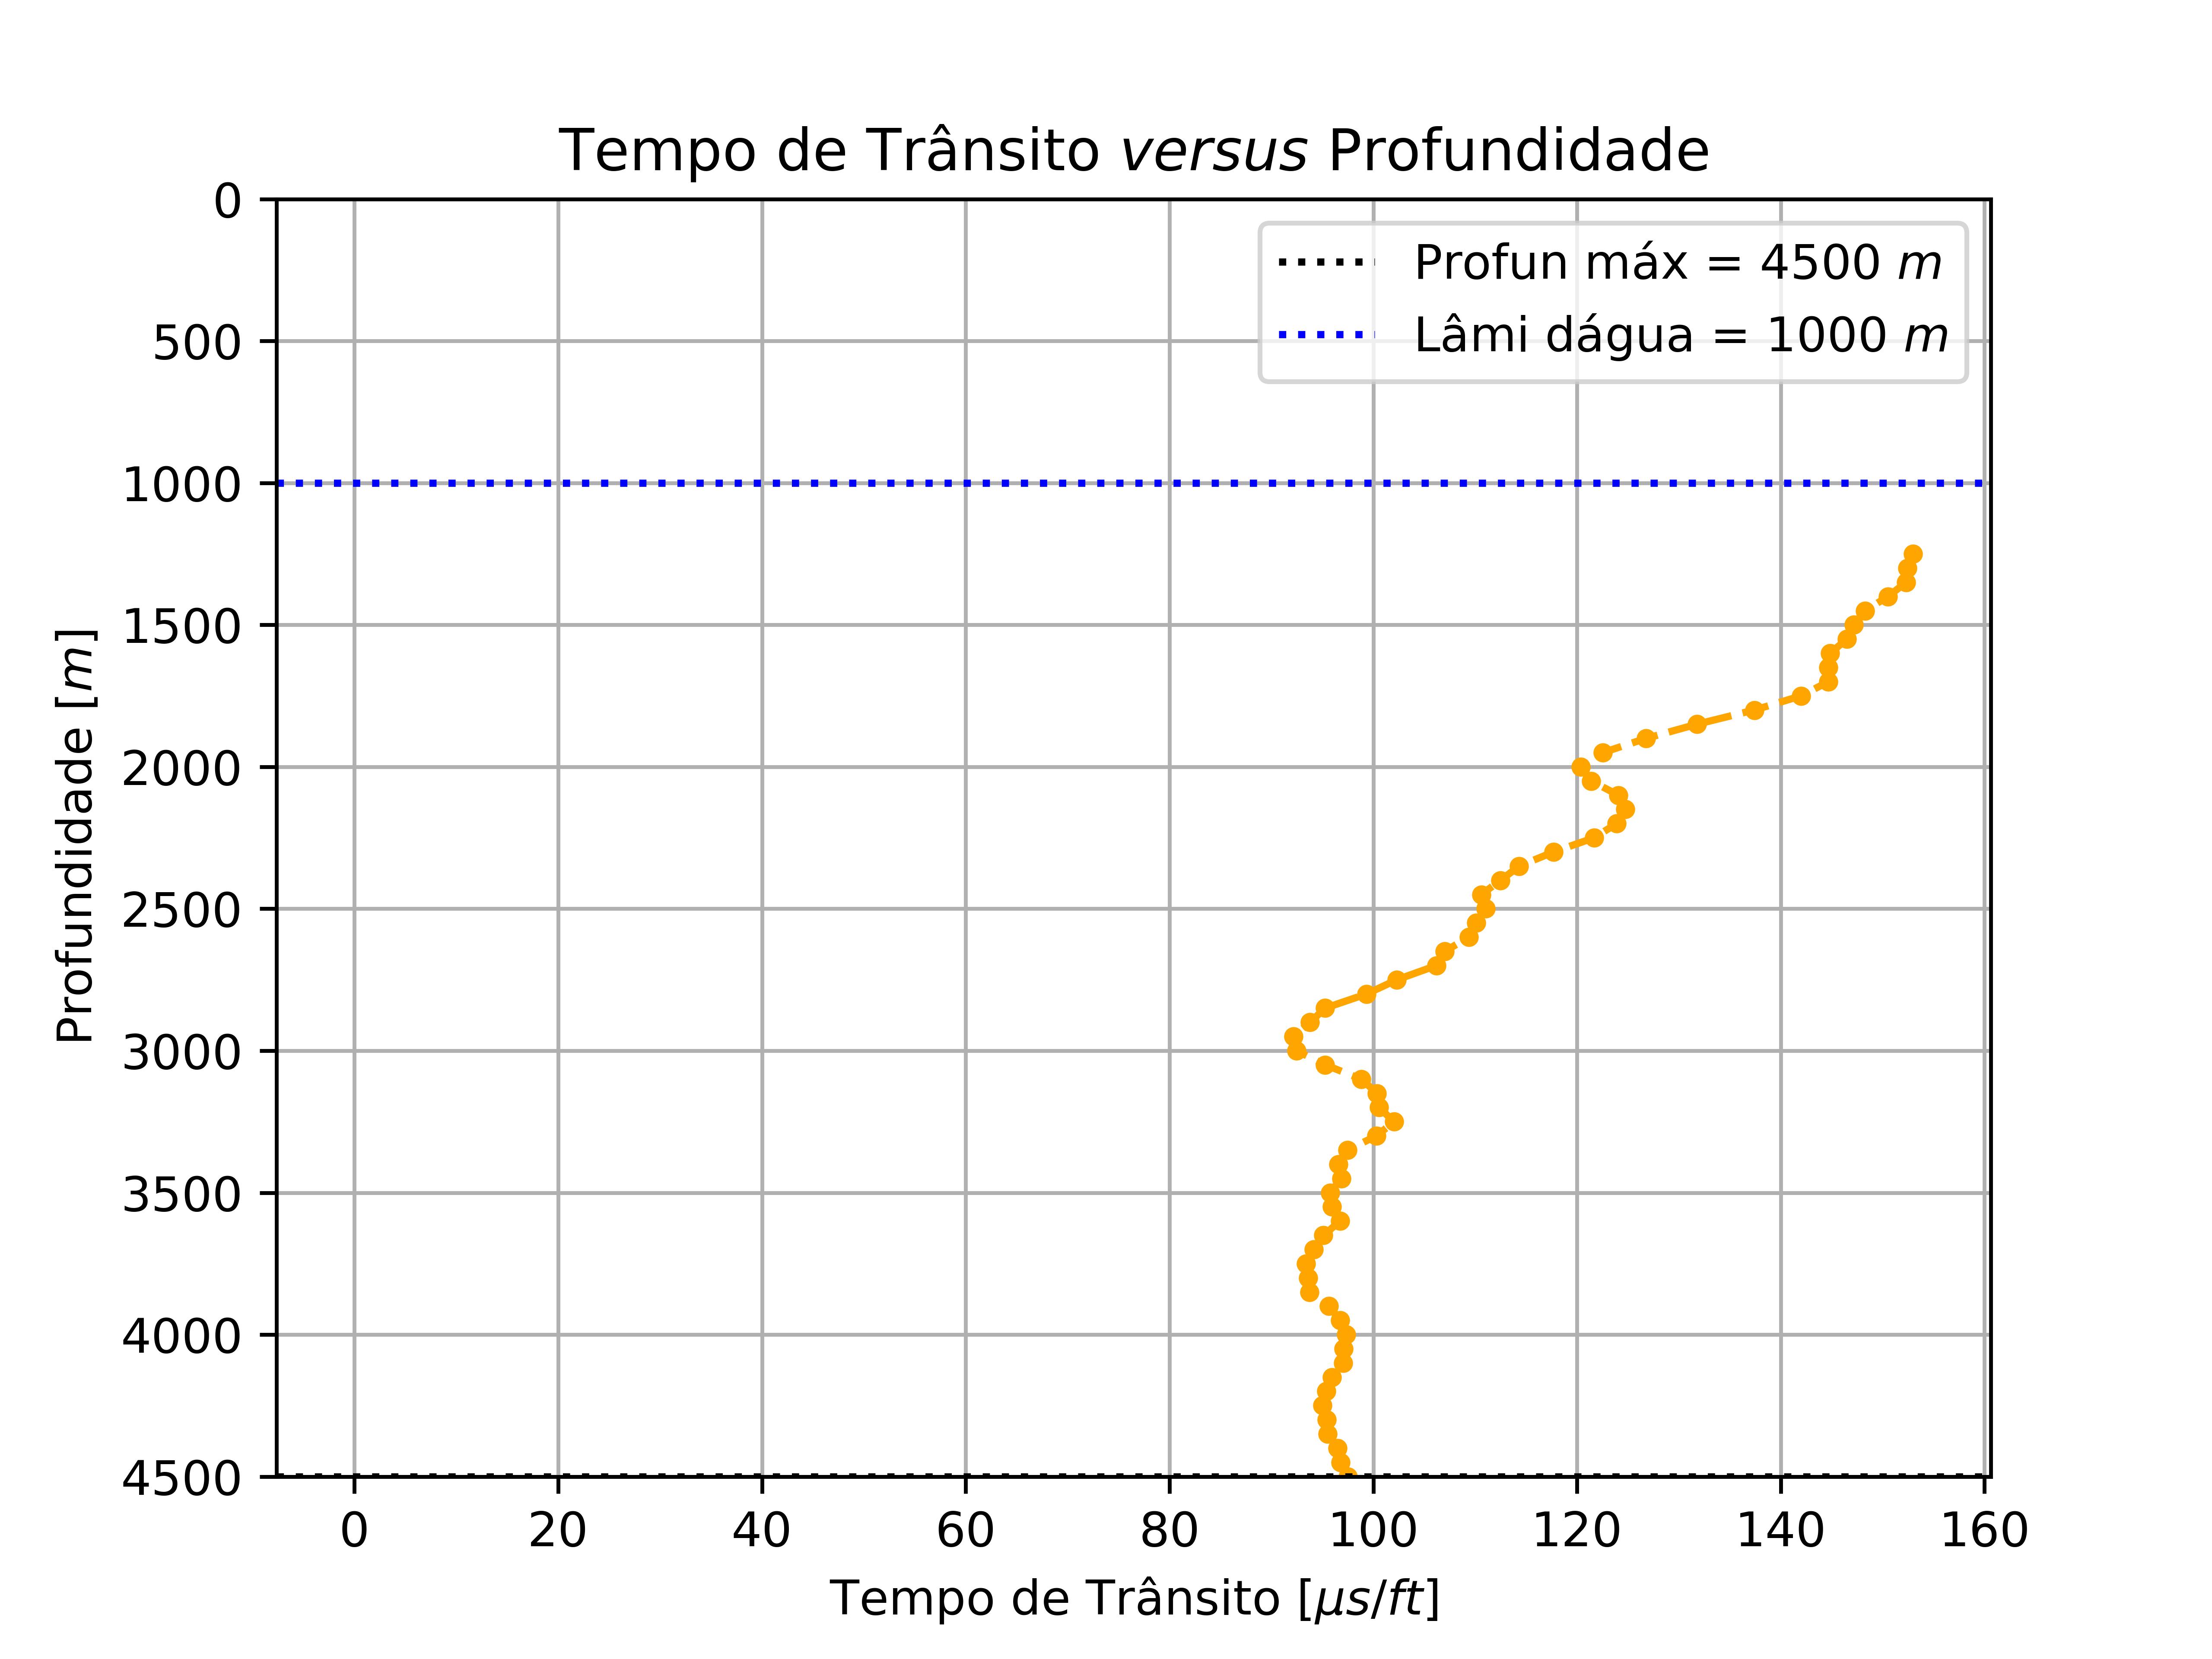 Tempo de Trânsito versus Profundidade
Profun máx = 4500 m
Lâmi dágua = 1000 m
Profundidade [m]
0
500
1000
1500
2000
2500
3000
3500
4000
4500
0 20 40 60 80 100 120 140 160
Tempo de Trânsito [μs/ft]